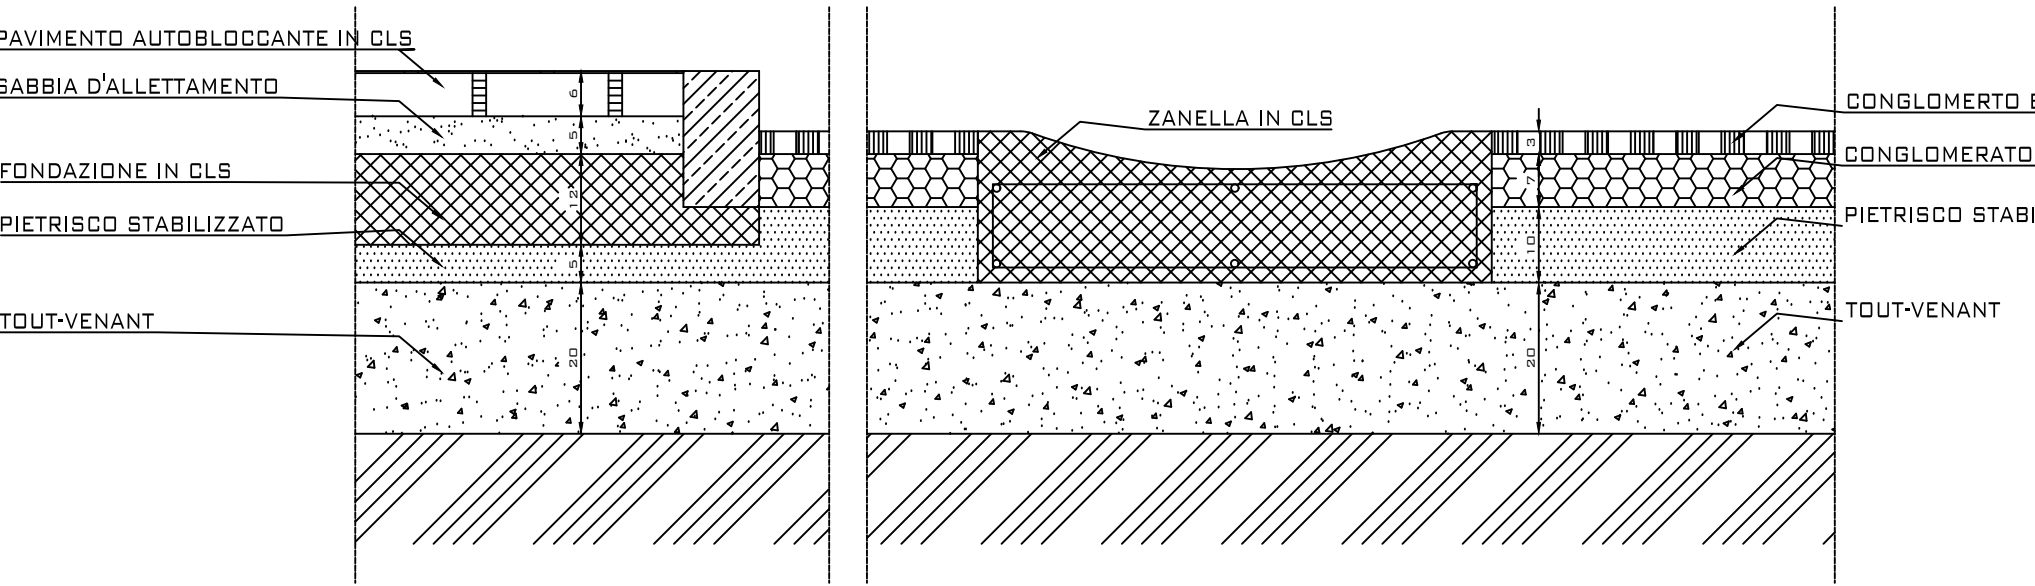 PAVIMENTO AUTOBLOCCANTE IN CLS
SABBIA D'ALLETTAMENTO
FONDAZIONE IN CLS
PIETRISCO STABILIZZATO
TOUT-VENANT
6
5
12
5
20
ZANELLA IN CLS
3
7
10
20
CONGLOMERTO
CONGLOMERATO
PIETRISCO STABI
TOUT-VENANT